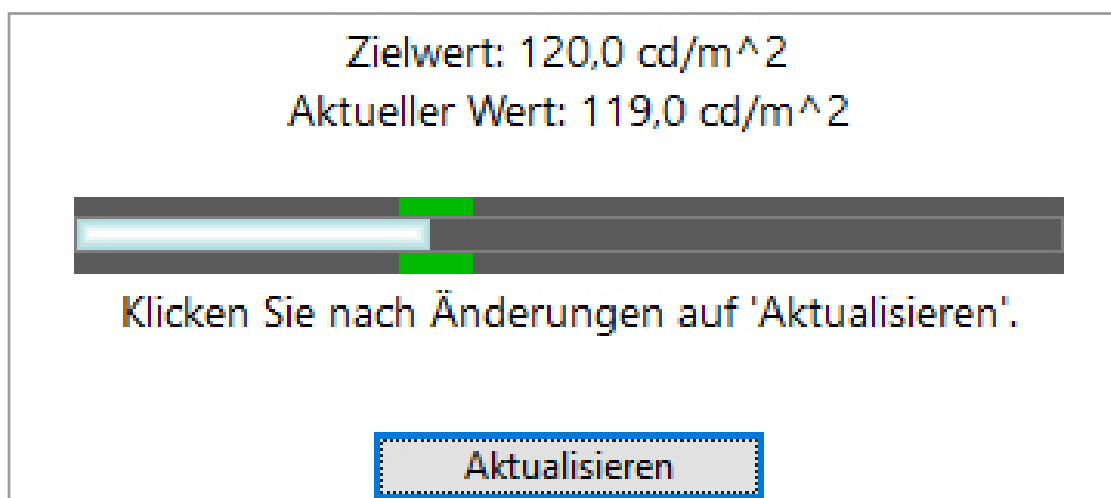 Zielwert: 120,0 cd/m^2
Aktueller Wert: 119,0 cd/m^2
Klicken Sie nach Änderungen auf 'Aktualisieren'.
Aktualisieren